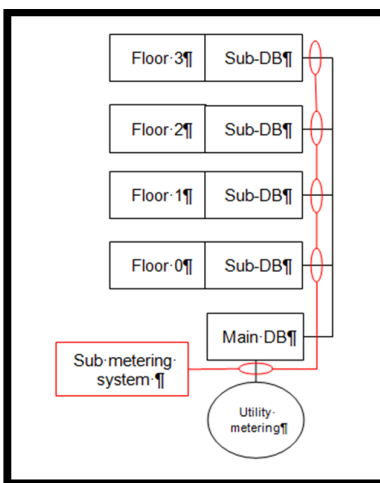 Floor·3¶ Sub-DB¶
Floor·2¶ Sub-DB¶
Floor·1¶ Sub-DB¶
Floor·0¶ Sub-DB¶
Main·DB¶
Sub·metering·
system·¶
Utility·
metering¶